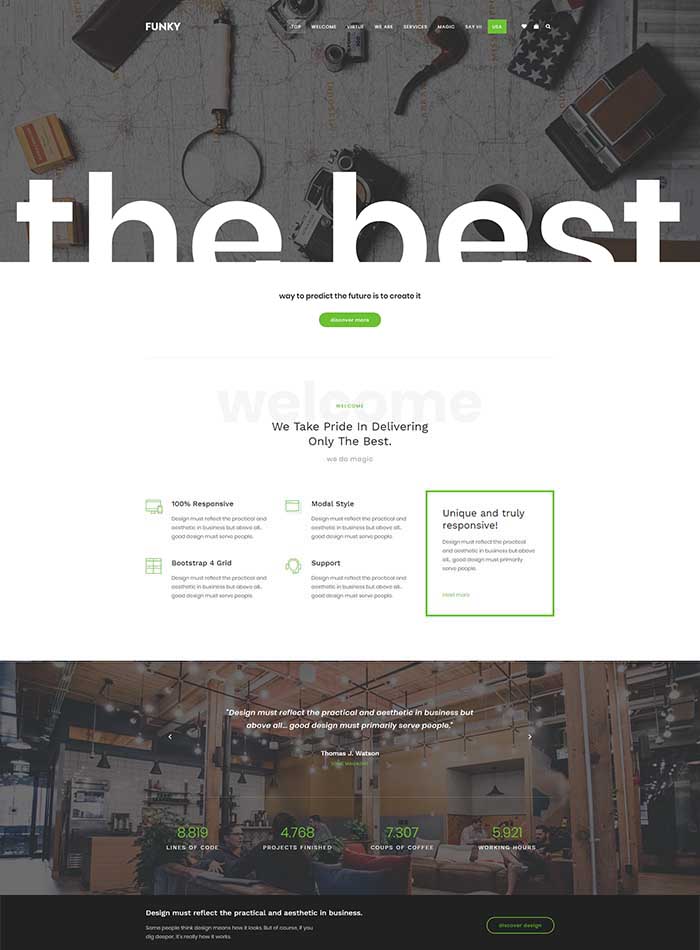 FUNKY
TOP WELCOME VIRTUE WE ARE SERVICES MAGIC SAY HI USA
the best
way to predict the future is to create it
discover more
welcome
WELCOME
We Take Pride In Delivering
Only The Best.
we do magic
100% Responsive
Design must reflect the practical and
aesthetic in business but above all..
good design must serve people.
Modal Style
Design must reflect the practical and
aesthetic in business but above all..
good design must serve people.
Bootstrap 4 Grid
Design must reflect the practical and
aesthetic in business but above all..
good design must serve people.
Support
Design must reflect the practical and
aesthetic in business but above all..
good design must serve people.
Unique and truly
responsive!
Design must reflect the practical
and aesthetic in business but above
all.. good design must primarily
serve people.
read more
"Design must reflect the practical and aesthetic in business but
above all... good design must primarily serve people."
Thomas J. Watson
8.819 4.768 7.307 5.921
LINES OF CODE PROJECTS FINISHED COUPS OF COFFEE WORKING HOURS
Design must reflect the practical and aesthetic in business.
Some people think design means how it looks. But of course, if you
dig deeper, it's really how it works.
discover design